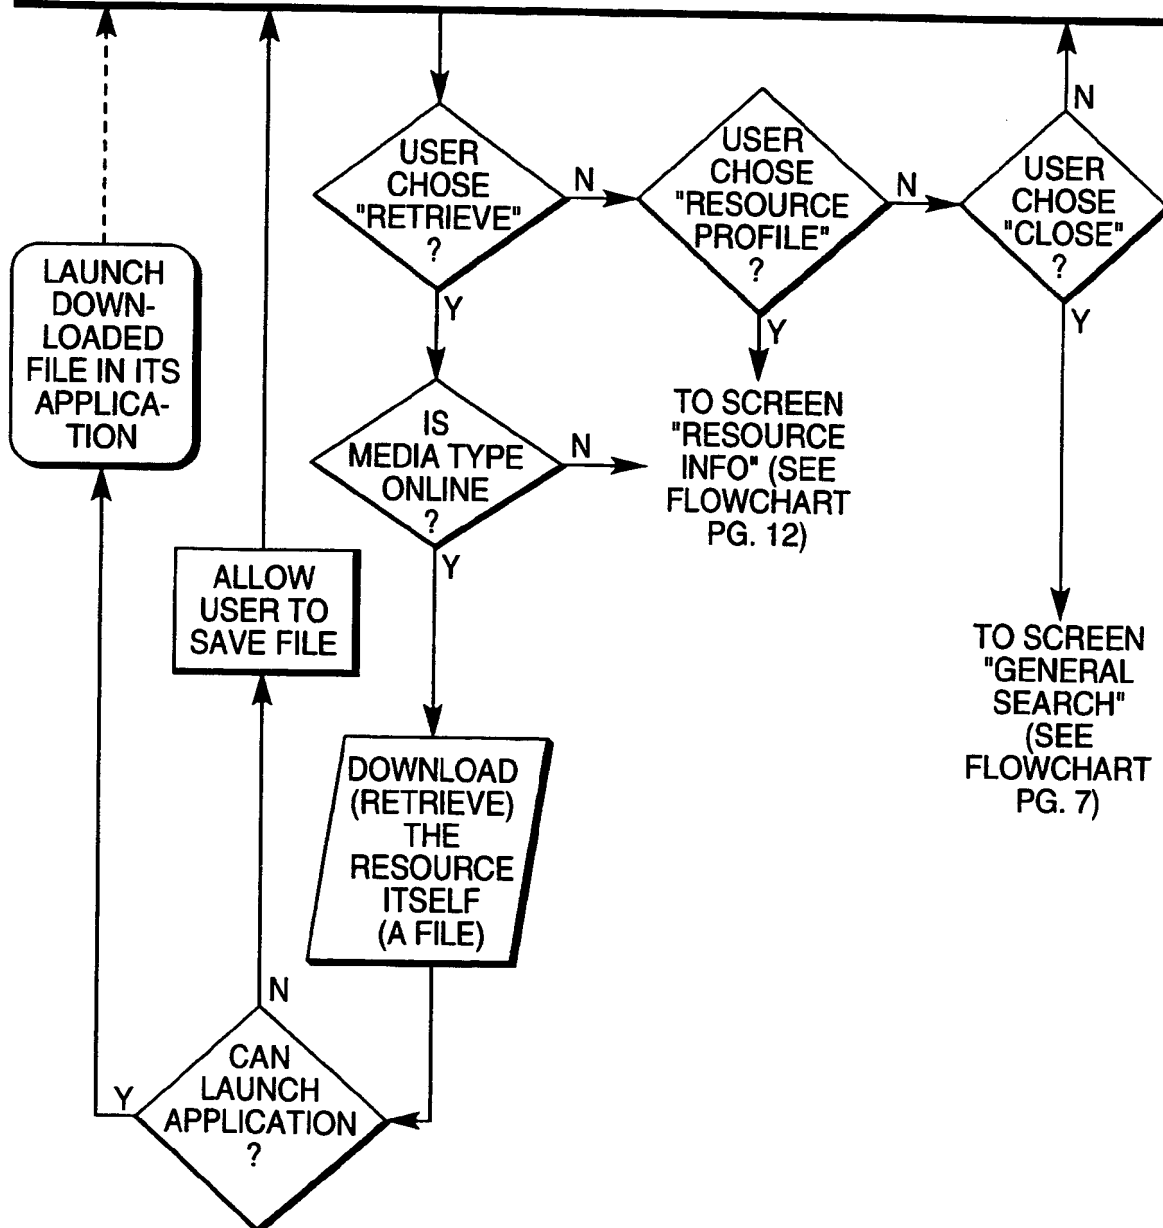 USER
CHOSE
"RETRIEVE"
?
N
Y
USER
CHOSE
"RESOURCE
PROFILE"
?
N
Y
N
USER
CHOSE
"CLOSE"
?
Y
LAUNCH
DOWN-
LOADED
FILE IN ITS
APPLICA-
TION
IS
MEDIA TYPE
ONLINE
?
N
Y
TO SCREEN
"RESOURCE
INFO" (SEE
FLOWCHART
PG. 12)
ALLOW
USER TO
SAVE FILE
TO SCREEN
"GENERAL
SEARCH"
(SEE
FLOWCHART
PG. 7)
DOWNLOAD
(RETRIEVE)
THE
RESOURCE
ITSELF
(A FILE)
N
CAN
LAUNCH
APPLICATION
?
Y